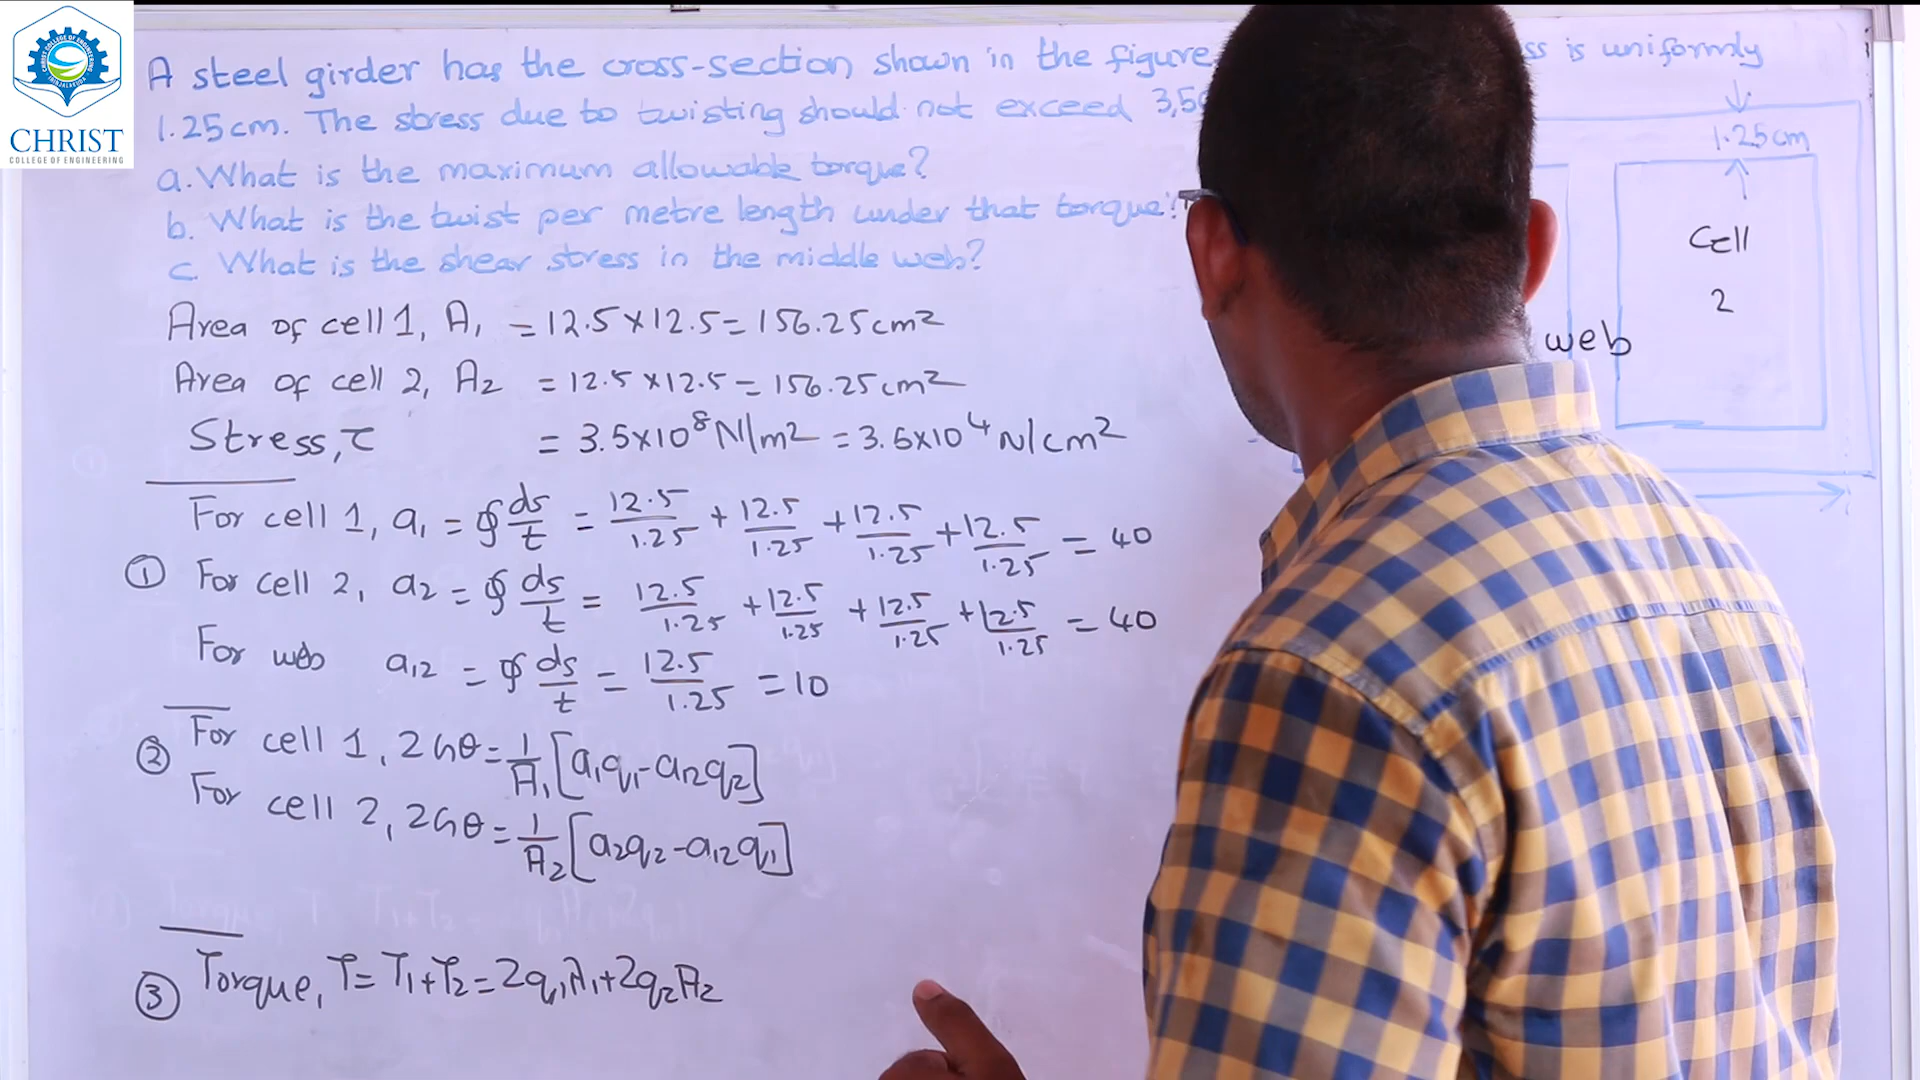 CHRIST
COLLEGE OF ENGINEERING
A steel girder has the cross-section shown in the figure ss is uniformly
1.25cm. The stress due to twisting should not exceed 3,5
a. What is the maximum allowable torque?
b. What is the twist per metre length under that torque?
c. What is the shear stress in the middle web?
1.25cm
Cell
2
web
Area of cell 1, A₁ = 12.5 × 12.5 = 156.25cm²
Area of cell 2, A₂ = 12.5 × 12.5 = 156.25cm²
Stress, τ = 3.5×10⁸ N/m² = 3.5×10⁴ N/cm²
For cell 1, a₁ = ∮ ds/t = 12.5/1.25 + 12.5/1.25 + 12.5/1.25 + 12.5/1.25 = 40
① For cell 2, a₂ = ∮ ds/t = 12.5/1.25 + 12.5/1.25 + 12.5/1.25 + 12.5/1.25 = 40
For web a₁₂ = ∮ ds/t = 12.5/1.25 = 10
② For cell 1, 2Gθ = 1/A₁ [a₁q₁ - a₁₂q₂]
For cell 2, 2Gθ = 1/A₂ [a₂q₂ - a₁₂q₁]
③ Torque, T = T₁ + T₂ = 2q₁A₁ + 2q₂A₂